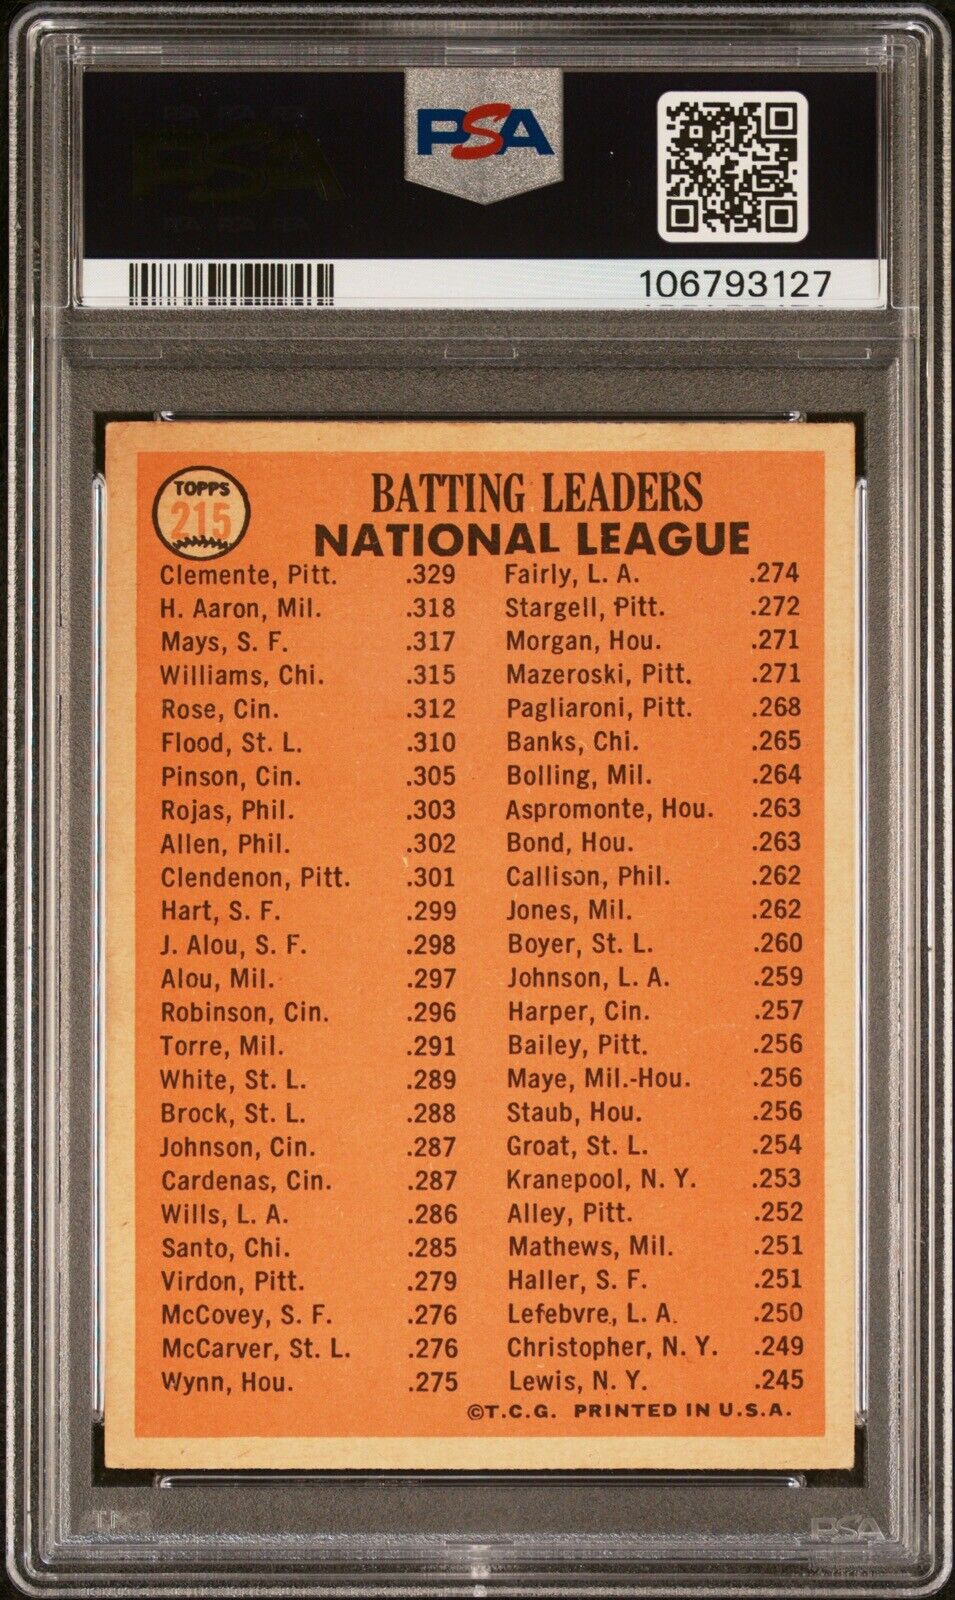 PSA
PSA
106793127
TOPPS
215
BATTING LEADERS
NATIONAL LEAGUE
Clemente, Pitt. .329
H. Aaron, Mil. .318
Mays, S. F. .317
Williams, Chi. .315
Rose, Cin. .312
Flood, St. L. .310
Pinson, Cin. .305
Rojas, Phil. .303
Allen, Phil. .302
Clendenon, Pitt. .301
Hart, S. F. .299
J. Alou, S. F. .298
Alou, Mil. .297
Robinson, Cin. .296
Torre, Mil. .291
White, St. L. .289
Brock, St. L. .288
Johnson, Cin. .287
Cardenas, Cin. .287
Wills, L. A. .286
Santo, Chi. .285
Virdon, Pitt. .279
McCovey, S. F. .276
McCarver, St. L. .276
Wynn, Hou. .275
Fairly, L. A. .274
Stargell, Pitt. .272
Morgan, Hou. .271
Mazeroski, Pitt. .271
Pagliaroni, Pitt. .268
Banks, Chi. .265
Bolling, Mil. .264
Aspromonte, Hou. .263
Bond, Hou. .263
Callison, Phil. .262
Jones, Mil. .262
Boyer, St. L. .260
Johnson, L. A. .259
Harper, Cin. .257
Bailey, Pitt. .256
Maye, Mil.-Hou. .256
Staub, Hou. .256
Groat, St. L. .254
Kranepool, N. Y. .253
Alley, Pitt. .252
Mathews, Mil. .251
Haller, S. F. .251
Lefebvre, L. A. .250
Christopher, N. Y. .249
Lewis, N. Y. .245
©T.C.G. PRINTED IN U.S.A.
PSA